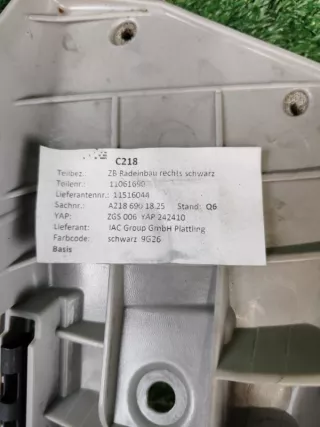 C218
Teilbez.: ZB Radeinbau rechts schwarz
Teilenr.: 11061690
Lieferantennr.: 11516044
Sachnr.: A218 690 18 25 Stand: Q6
YAP: ZGS 006 YAP 242410
Lieferant: IAC Group GmbH Plattling
Farbcode: schwarz 9G26
Basis